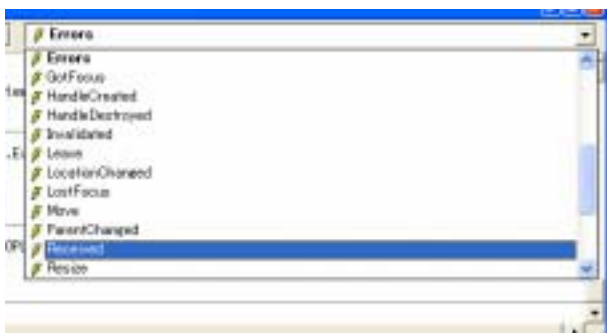 Errors
Errors
GotFocus
HandleCreated
HandleDestroyed
Invalidated
Leave
LocationChanged
LostFocus
Move
ParentChanged
Received
Resize